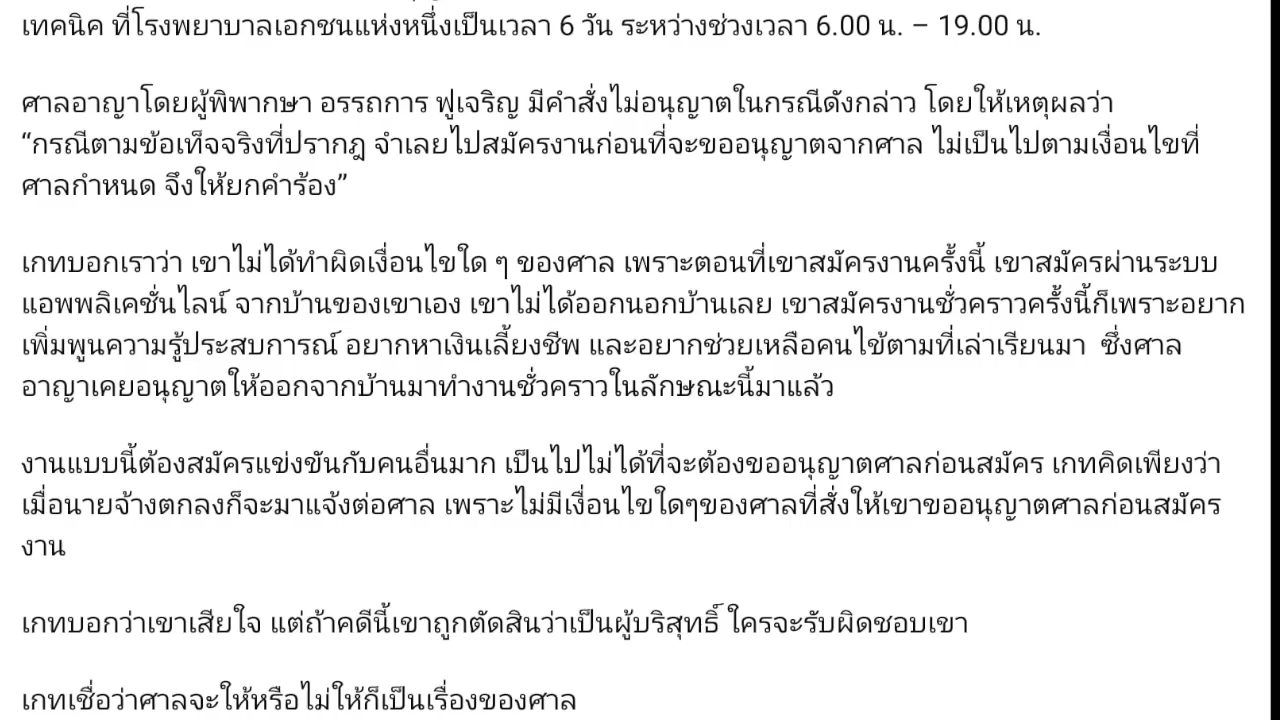 เทคนิค ที่โรงพยาบาลเอกชนแห่งหนึ่งเป็นเวลา 6 วัน ระหว่างช่วงเวลา 6.00 น. – 19.00 น.
ศาลอาญาโดยผู้พิพากษา อรรถการ ฟูเจริญ มีคำสั่งไม่อนุญาตในกรณีดังกล่าว โดยให้เหตุผลว่า
“กรณีตามข้อเท็จจริงที่ปรากฏ จำเลยไปสมัครงานก่อนที่จะขออนุญาตจากศาล ไม่เป็นไปตามเงื่อนไขที่
ศาลกำหนด จึงให้ยกคำร้อง”
เกทบอกเราว่า เขาไม่ได้ทำผิดเงื่อนไขใด ๆ ของศาล เพราะตอนที่เขาสมัครงานครั้งนี้ เขาสมัครผ่านระบบ
แอพพลิเคชั่นไลน์ จากบ้านของเขาเอง เขาไม่ได้ออกนอกบ้านเลย เขาสมัครงานชั่วคราวครั้งนี้ก็เพราะอยาก
เพิ่มพูนความรู้ประสบการณ์ อยากหาเงินเลี้ยงชีพ และอยากช่วยเหลือคนไข้ตามที่เล่าเรียนมา  ซึ่งศาล
อาญาเคยอนุญาตให้ออกจากบ้านมาทำงานชั่วคราวในลักษณะนี้มาแล้ว
งานแบบนี้ต้องสมัครแข่งขันกับคนอื่นมาก เป็นไปไม่ได้ที่จะต้องขออนุญาตศาลก่อนสมัคร เกทคิดเพียงว่า
เมื่อนายจ้างตกลงก็จะมาแจ้งต่อศาล เพราะไม่มีเงื่อนไขใดๆของศาลที่สั่งให้เขาขออนุญาตศาลก่อนสมัคร
งาน
เกทบอกว่าเขาเสียใจ แต่ถ้าคดีนี้เขาถูกตัดสินว่าเป็นผู้บริสุทธิ์ ใครจะรับผิดชอบเขา
เกทเชื่อว่าศาลจะให้หรือไม่ให้ก็เป็นเรื่องของศาล